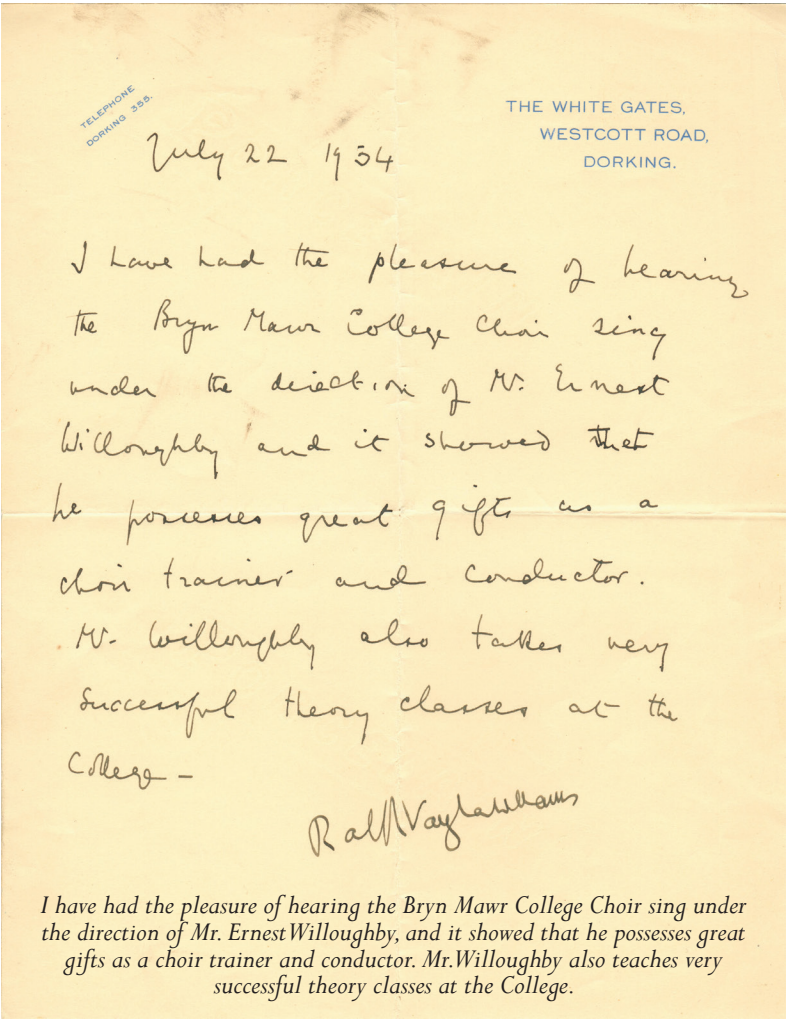 TELEPHONE
DORKING 355.
THE WHITE GATES,
WESTCOTT ROAD,
DORKING.
July 22 1934
I have had the pleasure of hearing
the Bryn Mawr College Choir sing
under the direction of Mr. Ernest
Willoughby and it showed that
he possesses great gifts as a
choir trainer and conductor.
Mr. Willoughby also takes very
successful theory classes at the
College –
Ralph Vaughan Williams
I have had the pleasure of hearing the Bryn Mawr College Choir sing under
the direction of Mr. Ernest Willoughby, and it showed that he possesses great
gifts as a choir trainer and conductor. Mr. Willoughby also teaches very
successful theory classes at the College.